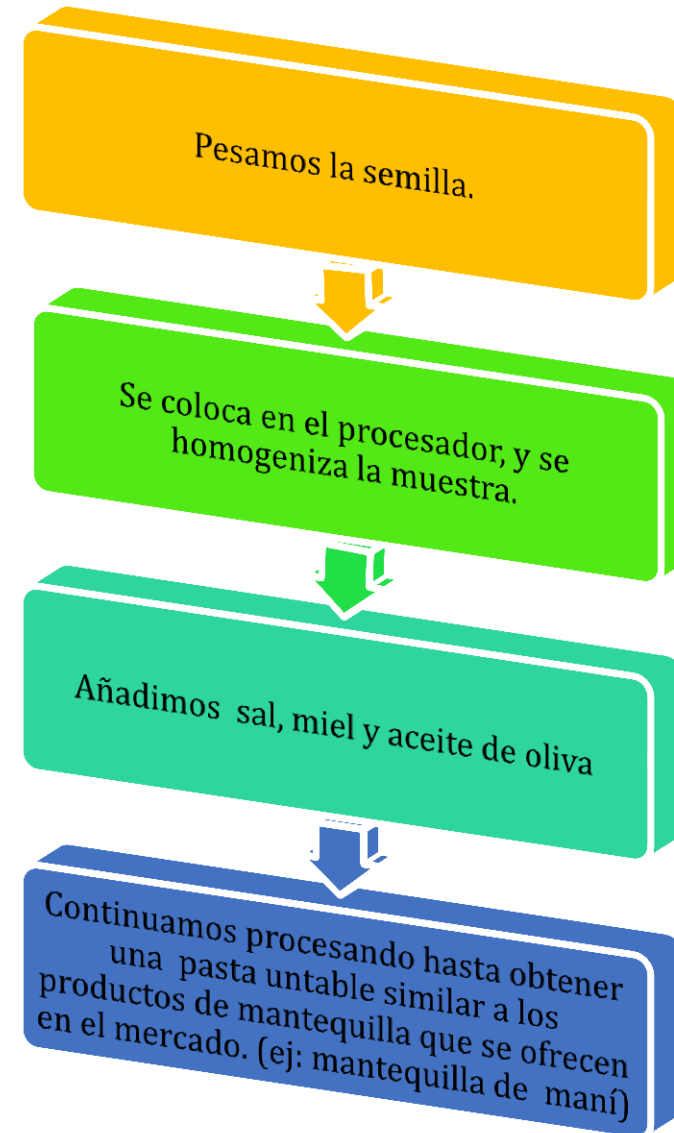 Pesamos la semilla.
Se coloca en el procesador, y se
homogeniza la muestra.
Añadimos  sal, miel y aceite de oliva
Continuamos procesando hasta obtener
una  pasta untable similar a los
productos de mantequilla que se ofrecen
en el mercado. (ej: mantequilla de  maní)